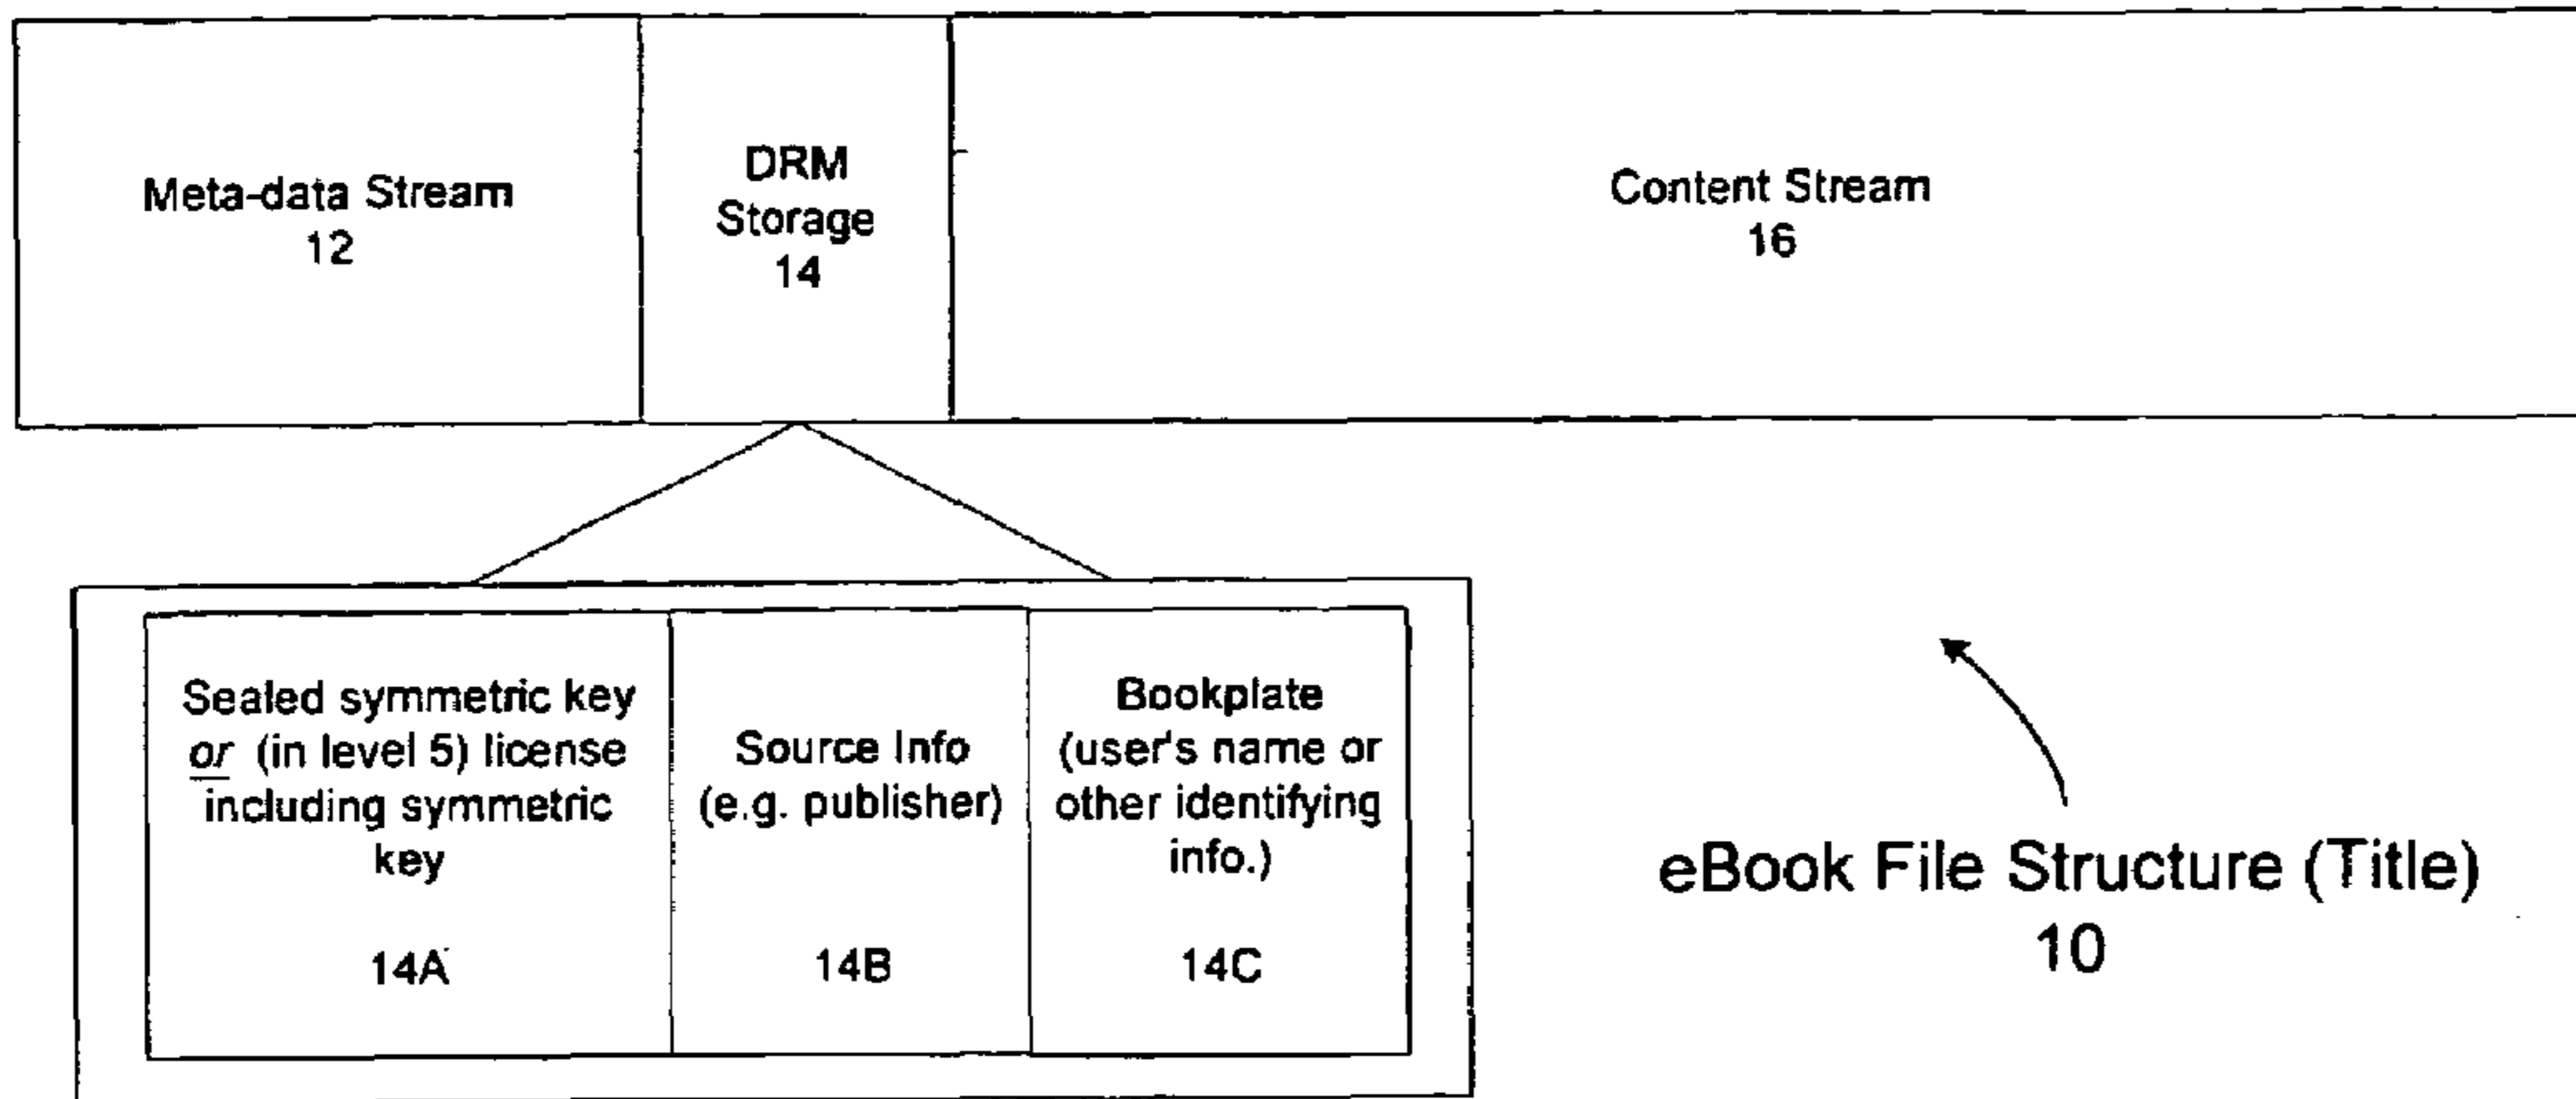 Meta-data Stream
12
DRM
Storage
14
Content Stream
16
Sealed symmetric key
or (in level 5) license
including symmetric
key
14A
Source Info
(e.g. publisher)
14B
Bookplate
(user's name or
other identifying
info.)
14C
eBook File Structure (Title)
10